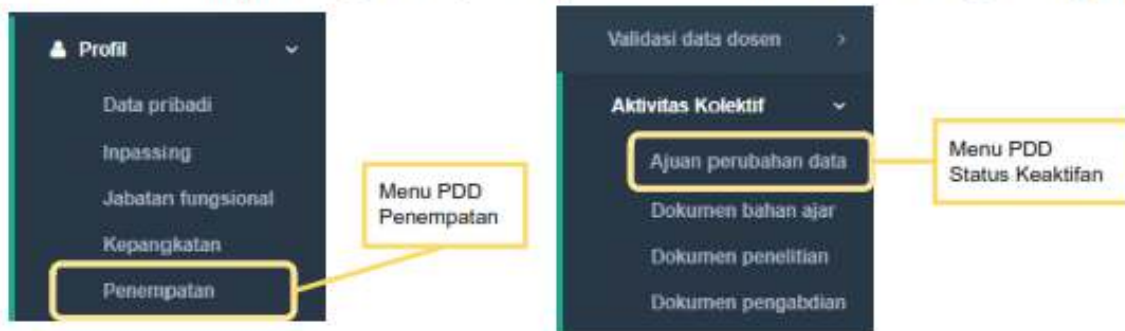 Profil
Data pribadi
Inpassing
Jabatan fungsional
Kepangkatan
Penempatan
Menu PDD
Penempatan
Validasi data dosen
Aktivitas Kolektif
Ajuan perubahan data
Dokumen bahan ajar
Dokumen penelitian
Dokumen pengabdian
Menu PDD
Status Keaktifan